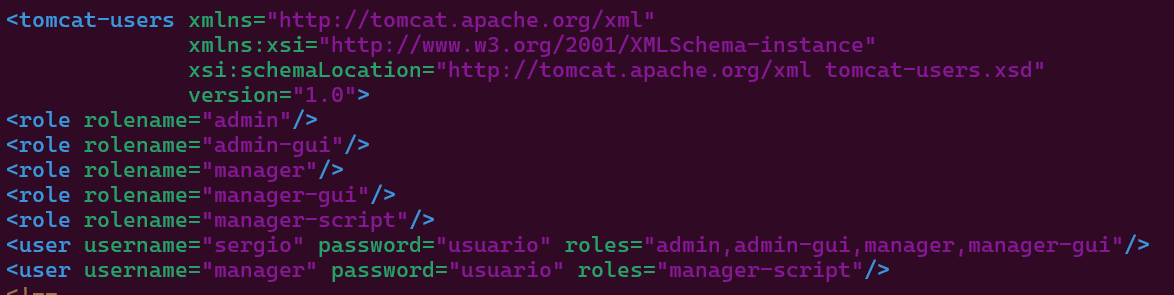 <tomcat-users xmlns="http://tomcat.apache.org/xml"
xmlns:xsi="http://www.w3.org/2001/XMLSchema-instance"
xsi:schemaLocation="http://tomcat.apache.org/xml tomcat-users.xsd"
version="1.0">
<role rolename="admin"/>
<role rolename="admin-gui"/>
<role rolename="manager"/>
<role rolename="manager-gui"/>
<role rolename="manager-script"/>
<user username="sergio" password="usuario" roles="admin,admin-gui,manager,manager-gui"/>
<user username="manager" password="usuario" roles="manager-script"/>
<!--